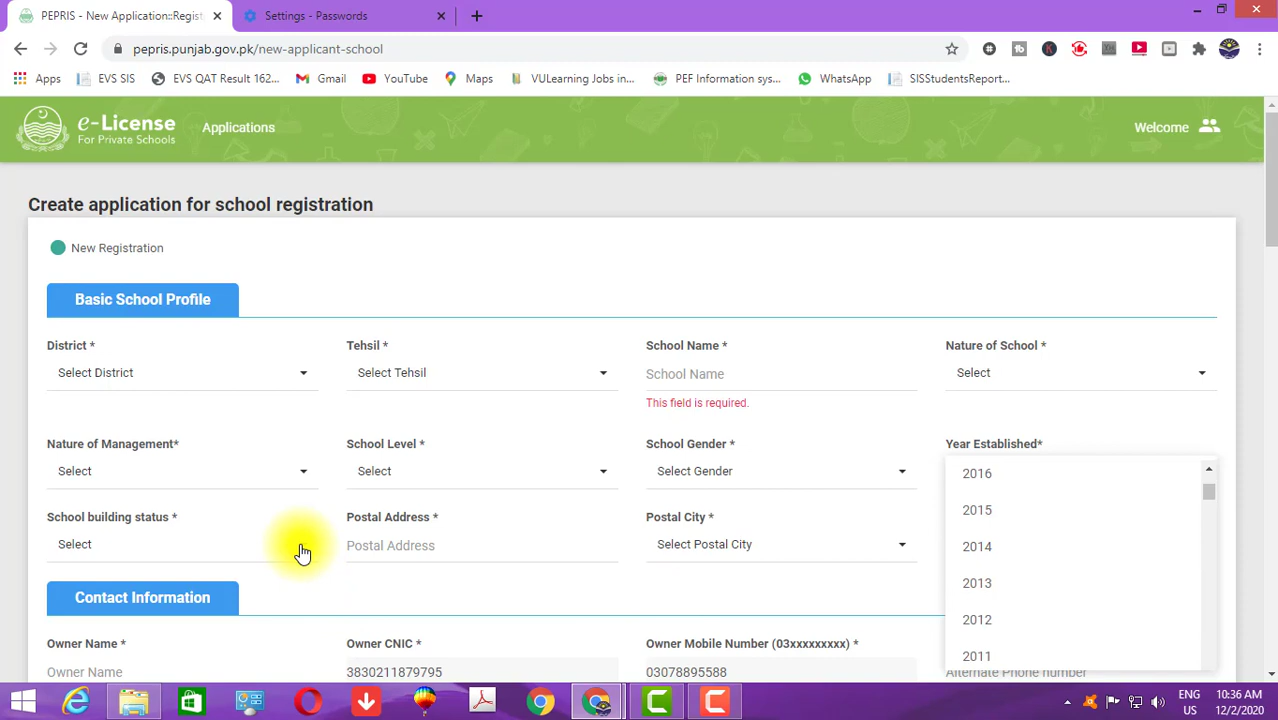 PEPRIS - New Application::Regist
Settings - Passwords
pepris.punjab.gov.pk/new-applicant-school
Apps
EVS SIS
EVS QAT Result 162...
Gmail
YouTube
Maps
VULearning Jobs in...
PEF Information sys...
WhatsApp
SISStudentsReport...
e-License
For Private Schools
Applications
Welcome
Create application for school registration
New Registration
Basic School Profile
District *
Tehsil *
School Name *
Nature of School *
Select District
Select Tehsil
School Name
Select
This field is required.
Nature of Management*
School Level *
School Gender *
Year Established*
Select
Select
Select Gender
2016
2015
2014
2013
2012
2011
School building status *
Postal Address *
Postal City *
Select
Postal Address
Select Postal City
Contact Information
Owner Name *
Owner CNIC *
Owner Mobile Number (03xxxxxxxxx) *
Owner Name
3830211879795
03078895588
Alternate Phone number
ENG
US
10:36 AM
12/2/2020